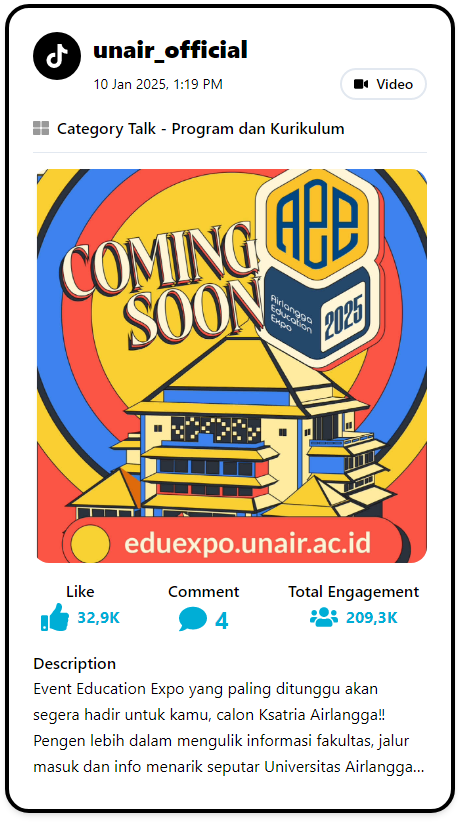 unair_official
10 Jan 2025, 1:19 PM
Video
Category Talk - Program dan Kurikulum
COMING
SOON
AEE
Airlangga
Education
Expo
2025
eduexpo.unair.ac.id
Like
Comment
Total Engagement
32,9K
4
209,3K
Description
Event Education Expo yang paling ditunggu akan
segera hadir untuk kamu, calon Ksatria Airlangga!!
Pengen lebih dalam mengulik informasi fakultas, jalur
masuk dan info menarik seputar Universitas Airlangga...